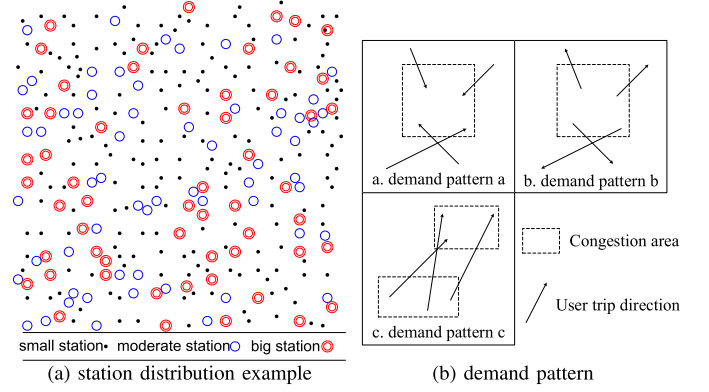 a. demand pattern a
b. demand pattern b
c. demand pattern c
Congestion area
User trip direction
small station moderate station big station
(a) station distribution example
(b) demand pattern